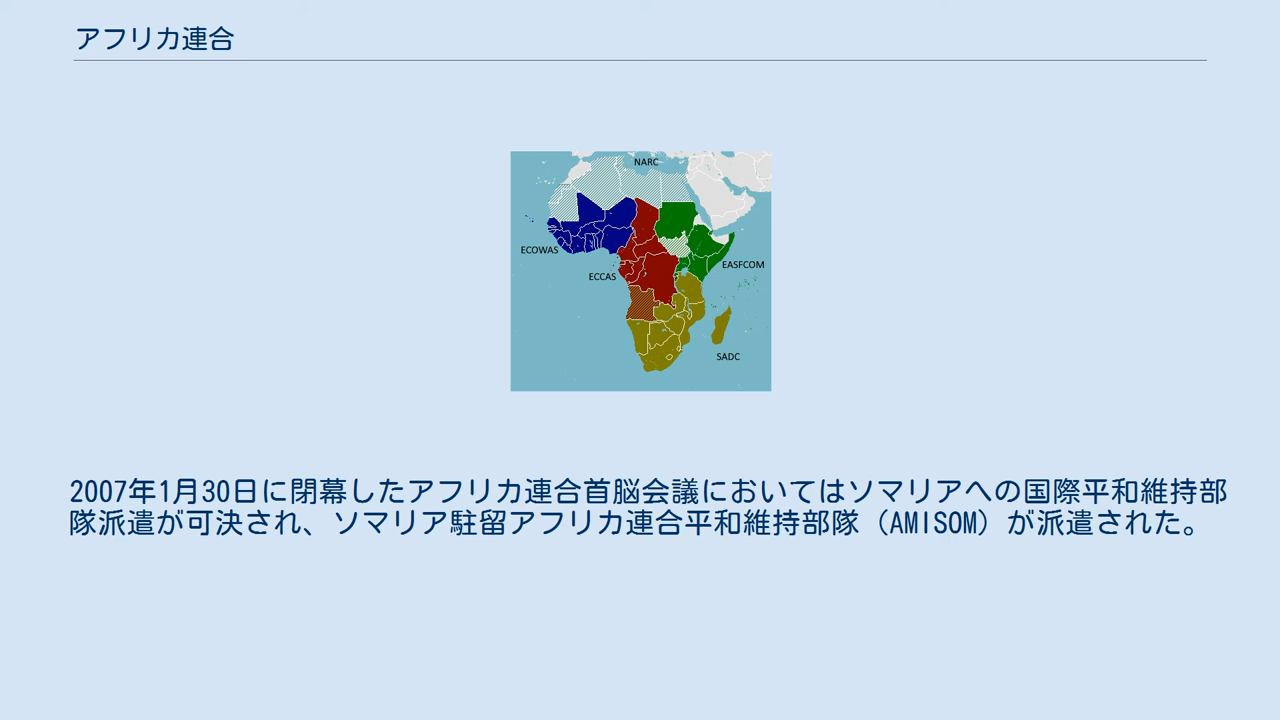 アフリカ連合
NARC
ECOWAS
ECCAS
EASFCOM
SADC
2007年1月30日に閉幕したアフリカ連合首脳会議においてはソマリアへの国際平和維持部
隊派遣が可決され、ソマリア駐留アフリカ連合平和維持部隊（AMISOM）が派遣された。